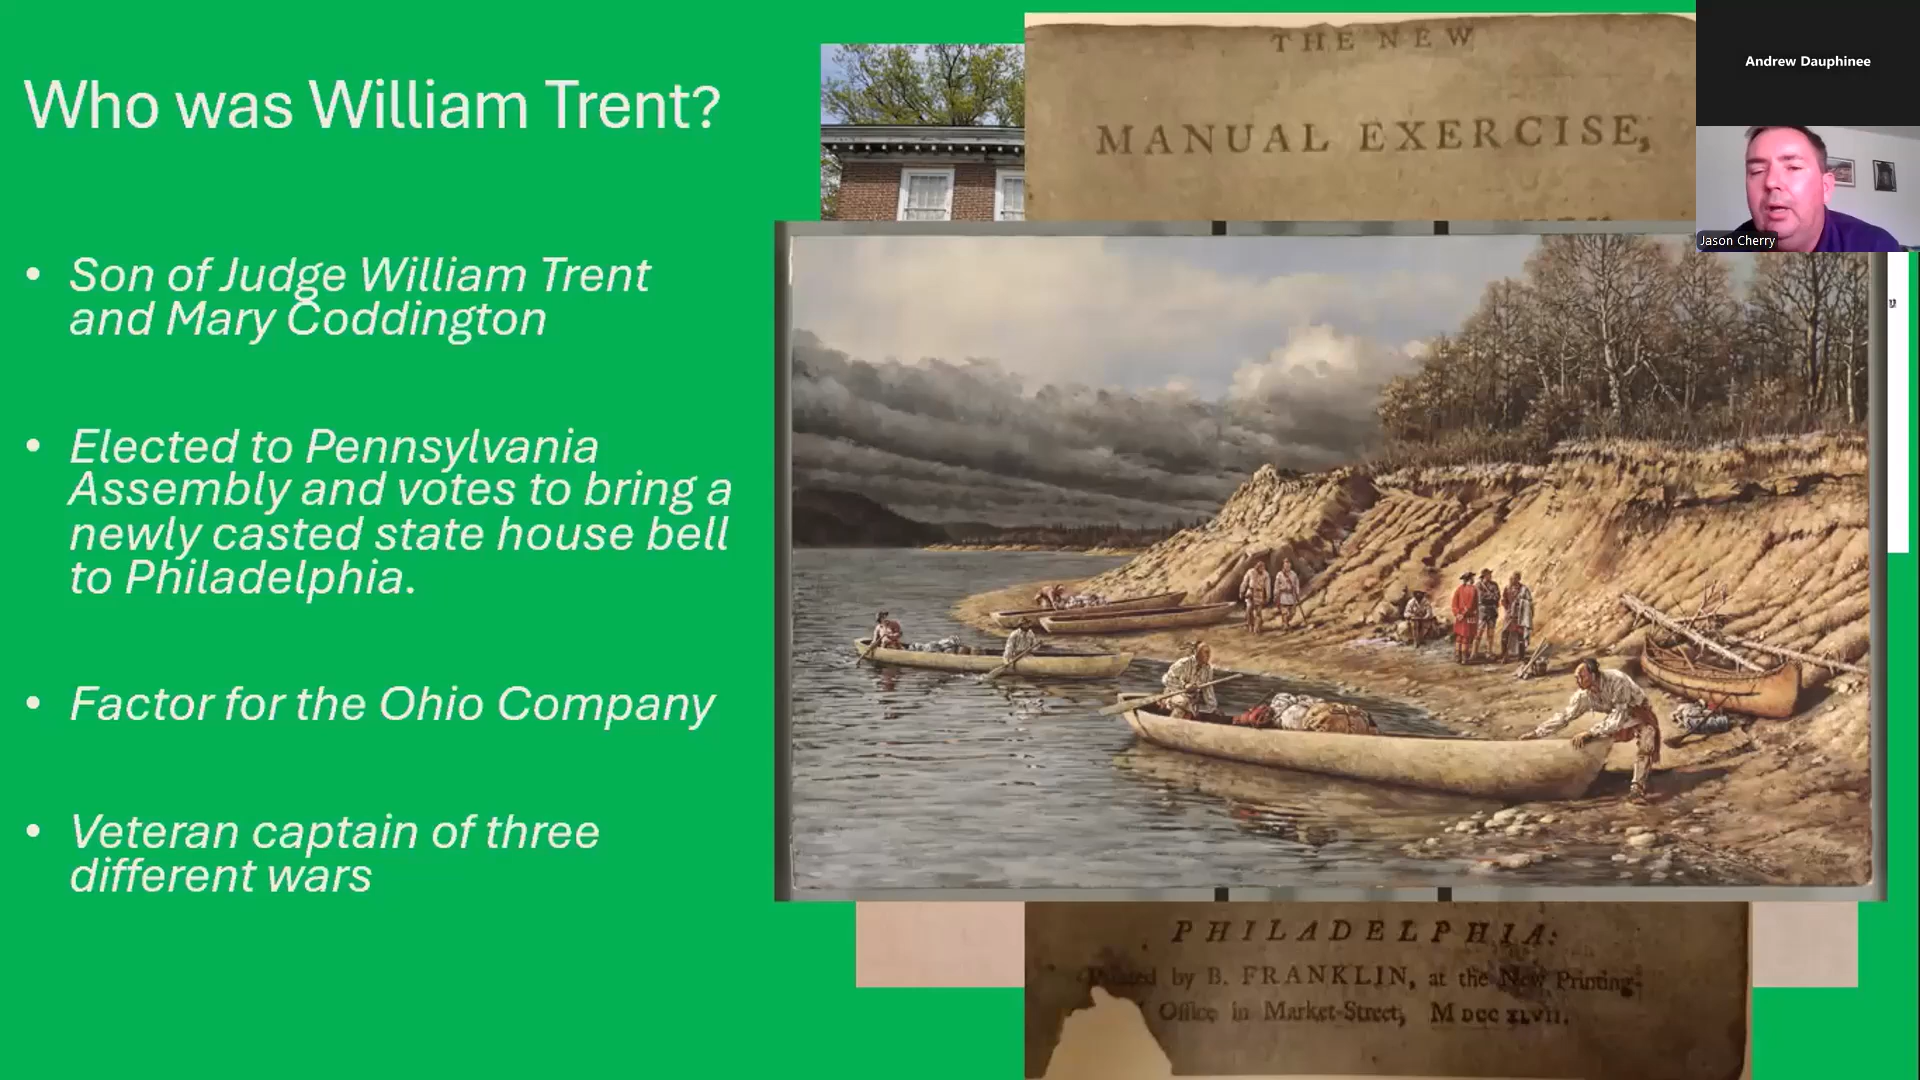 Who was William Trent?
• Son of Judge William Trent
and Mary Coddington
• Elected to Pennsylvania
Assembly and votes to bring a
newly casted state house bell
to Philadelphia.
• Factor for the Ohio Company
• Veteran captain of three
different wars
THE NEW
MANUAL EXERCISE,
PHILADELPHIA:
by B. FRANKLIN, at the New Printing-
Office in Market-Street, MDCCXLVII.
Andrew Dauphinee
Jason Cherry